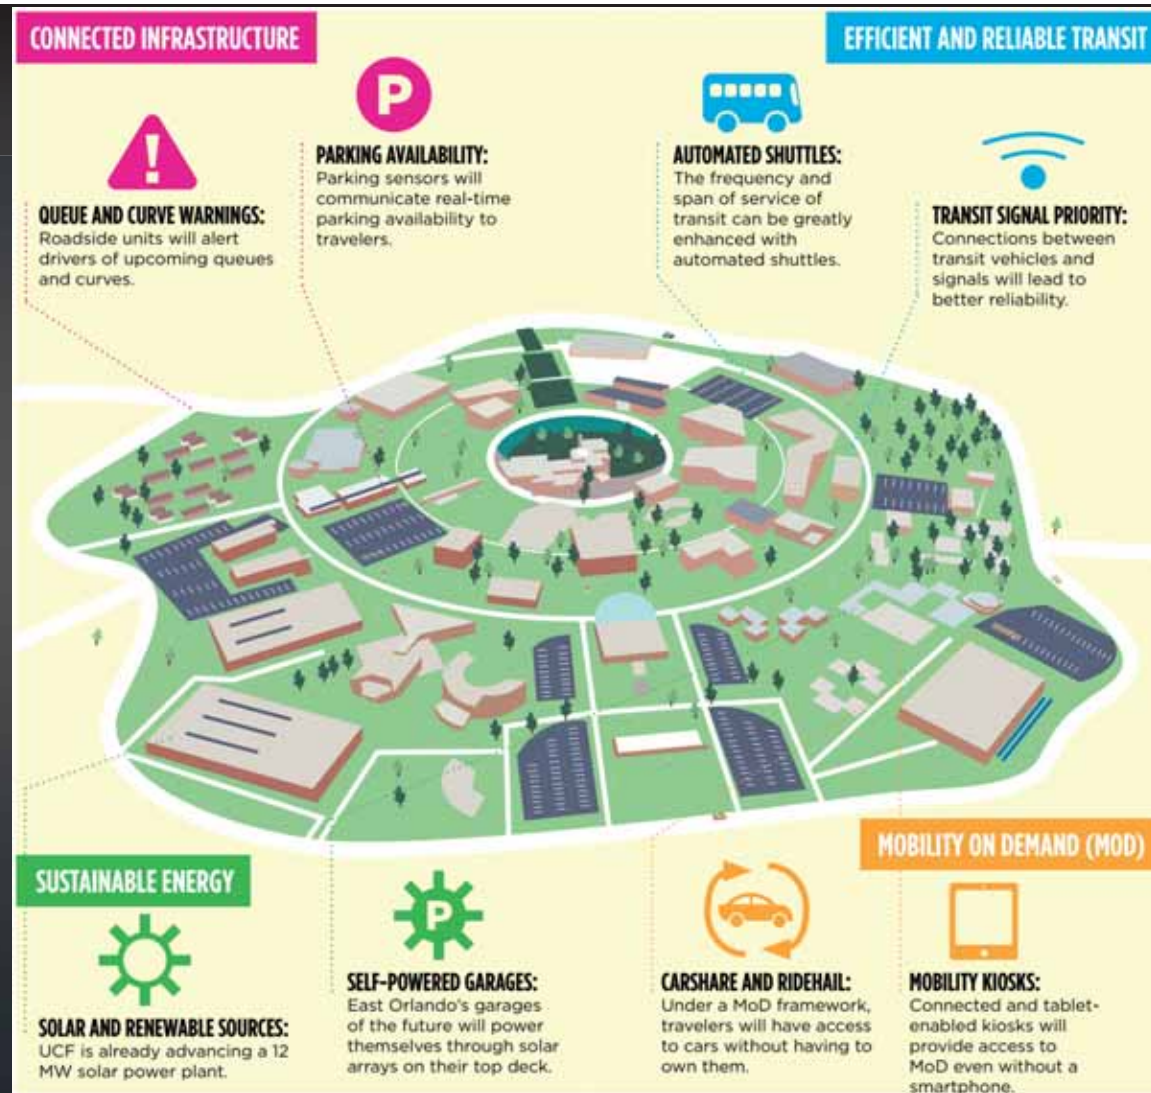 CONNECTED INFRASTRUCTURE
EFFICIENT AND RELIABLE TRANSIT
P
PARKING AVAILABILITY:
Parking sensors will
communicate real-time
parking availability to
travelers.
!
QUEUE AND CURVE WARNINGS:
Roadside units will alert
drivers of upcoming queues
and curves.
AUTOMATED SHUTTLES:
The frequency and
span of service of
transit can be greatly
enhanced with
automated shuttles.
TRANSIT SIGNAL PRIORITY:
Connections between
transit vehicles and
signals will lead to
better reliability.
SUSTAINABLE ENERGY
MOBILITY ON DEMAND (MOD)
SOLAR AND RENEWABLE SOURCES:
UCF is already advancing a 12
MW solar power plant.
P
SELF-POWERED GARAGES:
East Orlando's garages
of the future will power
themselves through solar
arrays on their top deck.
CARSHARE AND RIDEHAIL:
Under a MoD framework,
travelers will have access
to cars without having to
own them.
MOBILITY KIOSKS:
Connected and tablet-
enabled kiosks will
provide access to
MoD even without a
smartphone.